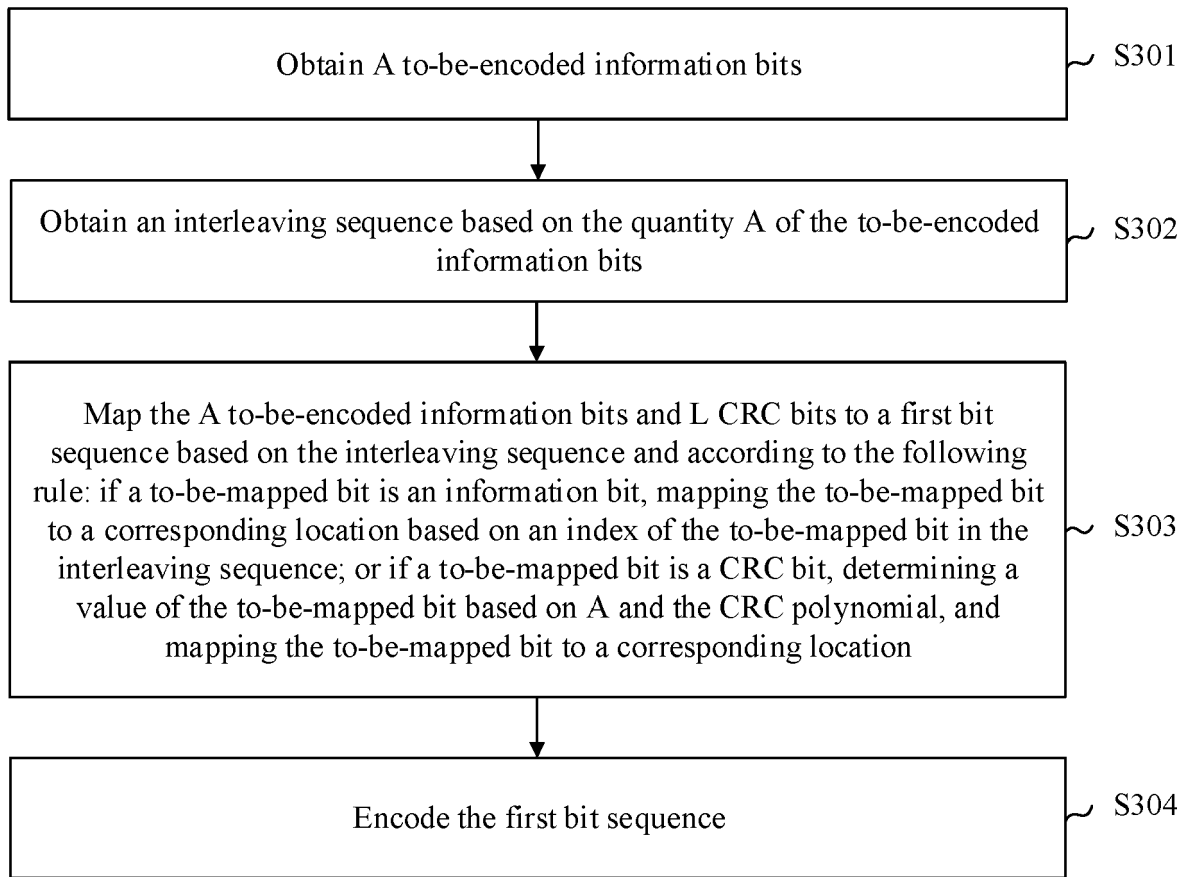 Obtain A to-be-encoded information bits
S301
Obtain an interleaving sequence based on the quantity A of the to-be-encoded
information bits
S302
Map the A to-be-encoded information bits and L CRC bits to a first bit
sequence based on the interleaving sequence and according to the following
rule: if a to-be-mapped bit is an information bit, mapping the to-be-mapped bit
to a corresponding location based on an index of the to-be-mapped bit in the
interleaving sequence; or if a to-be-mapped bit is a CRC bit, determining a
value of the to-be-mapped bit based on A and the CRC polynomial, and
mapping the to-be-mapped bit to a corresponding location
S303
Encode the first bit sequence
S304